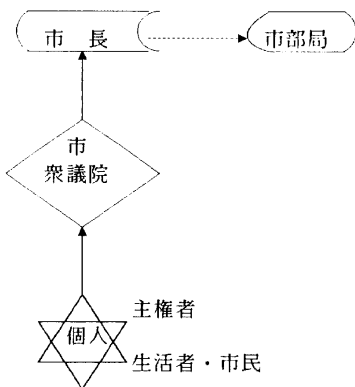 市 長
市部局
市
衆議院
主権者
個人
生活者・市民